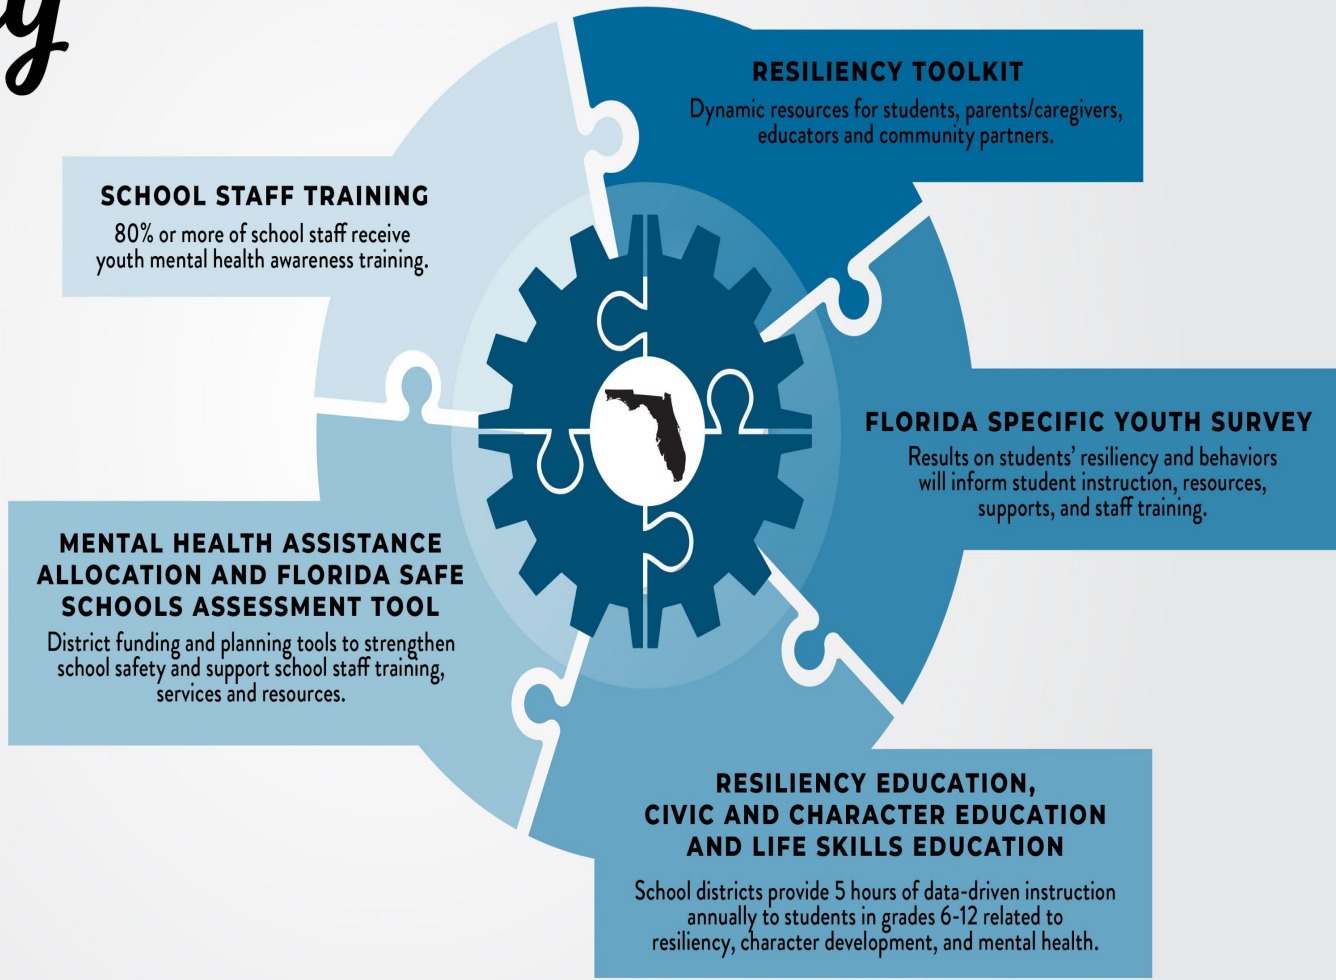 RESILIENCY TOOLKIT
Dynamic resources for students, parents/caregivers,
educators and community partners.
SCHOOL STAFF TRAINING
80% or more of school staff receive
youth mental health awareness training.
FLORIDA SPECIFIC YOUTH SURVEY
Results on students' resiliency and behaviors
will inform student instruction, resources,
supports, and staff training.
MENTAL HEALTH ASSISTANCE
ALLOCATION AND FLORIDA SAFE
SCHOOLS ASSESSMENT TOOL
District funding and planning tools to strengthen
school safety and support school staff training,
services and resources.
RESILIENCY EDUCATION,
CIVIC AND CHARACTER EDUCATION
AND LIFE SKILLS EDUCATION
School districts provide 5 hours of data-driven instruction
annually to students in grades 6-12 related to
resiliency, character development, and mental health.